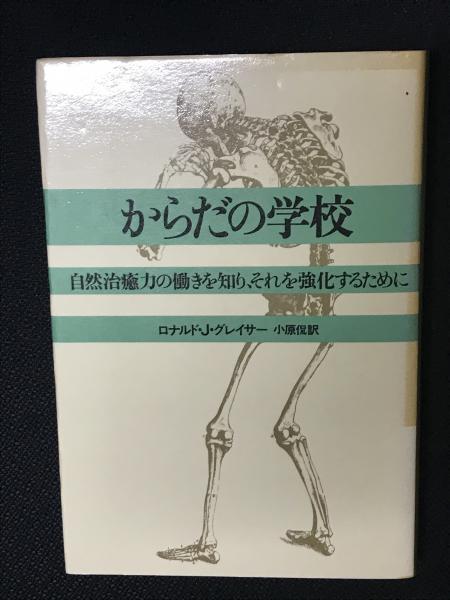 からだの学校
自然治癒力の働きを知り、それを強化するために
ロナルド・J・グレイサー 小原侃訳